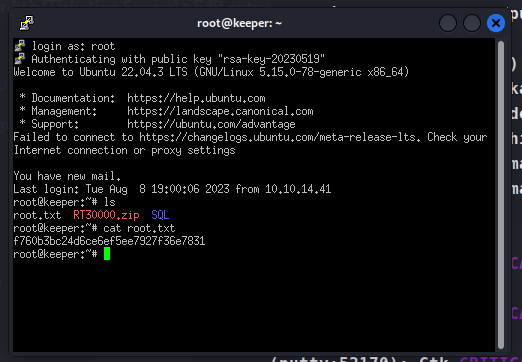 root@keeper: ~
login as: root
Authenticating with public key "rsa-key-20230519"
Welcome to Ubuntu 22.04.3 LTS (GNU/Linux 5.15.0-78-generic x86_64)
* Documentation:  https://help.ubuntu.com
* Management:     https://landscape.canonical.com
* Support:        https://ubuntu.com/advantage
Failed to connect to https://changelogs.ubuntu.com/meta-release-lts. Check your
Internet connection or proxy settings
You have new mail.
Last login: Tue Aug  8 19:00:06 2023 from 10.10.14.41
root@keeper:~# ls
root.txt  RT30000.zip  SQL
root@keeper:~# cat root.txt
f760b3bc24d6ce6ef5ee7927f36e7831
root@keeper:~#
(putty:53170): Gtk-CRITIC